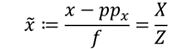 x̃ := (x − pp_x) / f = X / Z